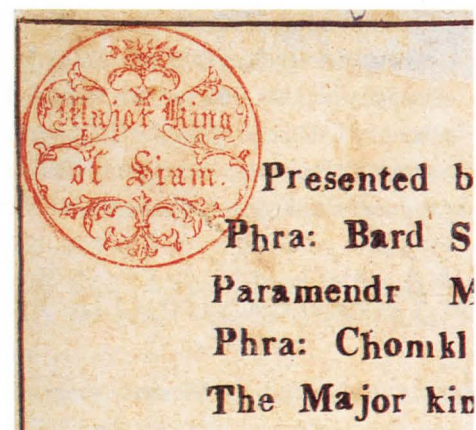 Major King
of Siam.
Presented b
Phra: Bard S
Paramendr M
Phra: Chomkl
The Major kin